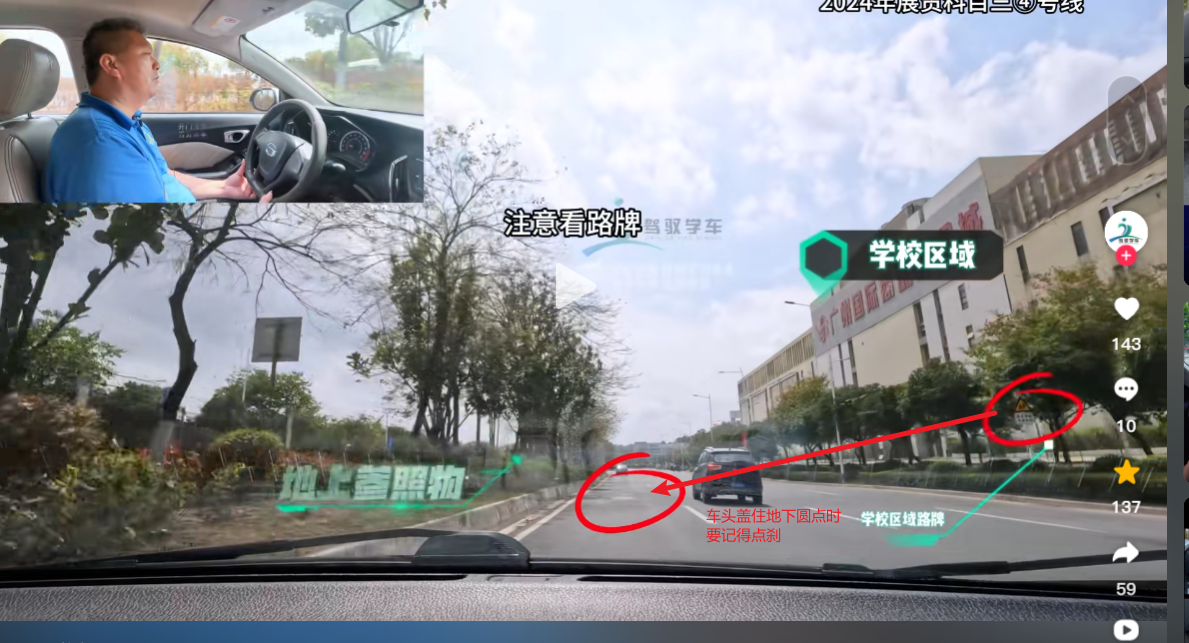 2024年展贸科目三④号线
注意看路牌
驾驭学车
学校区域
广州国际商品
城
143
10
地上参照物
137
车头盖住地下圆点时
要记得点刹
学校区域路牌
59